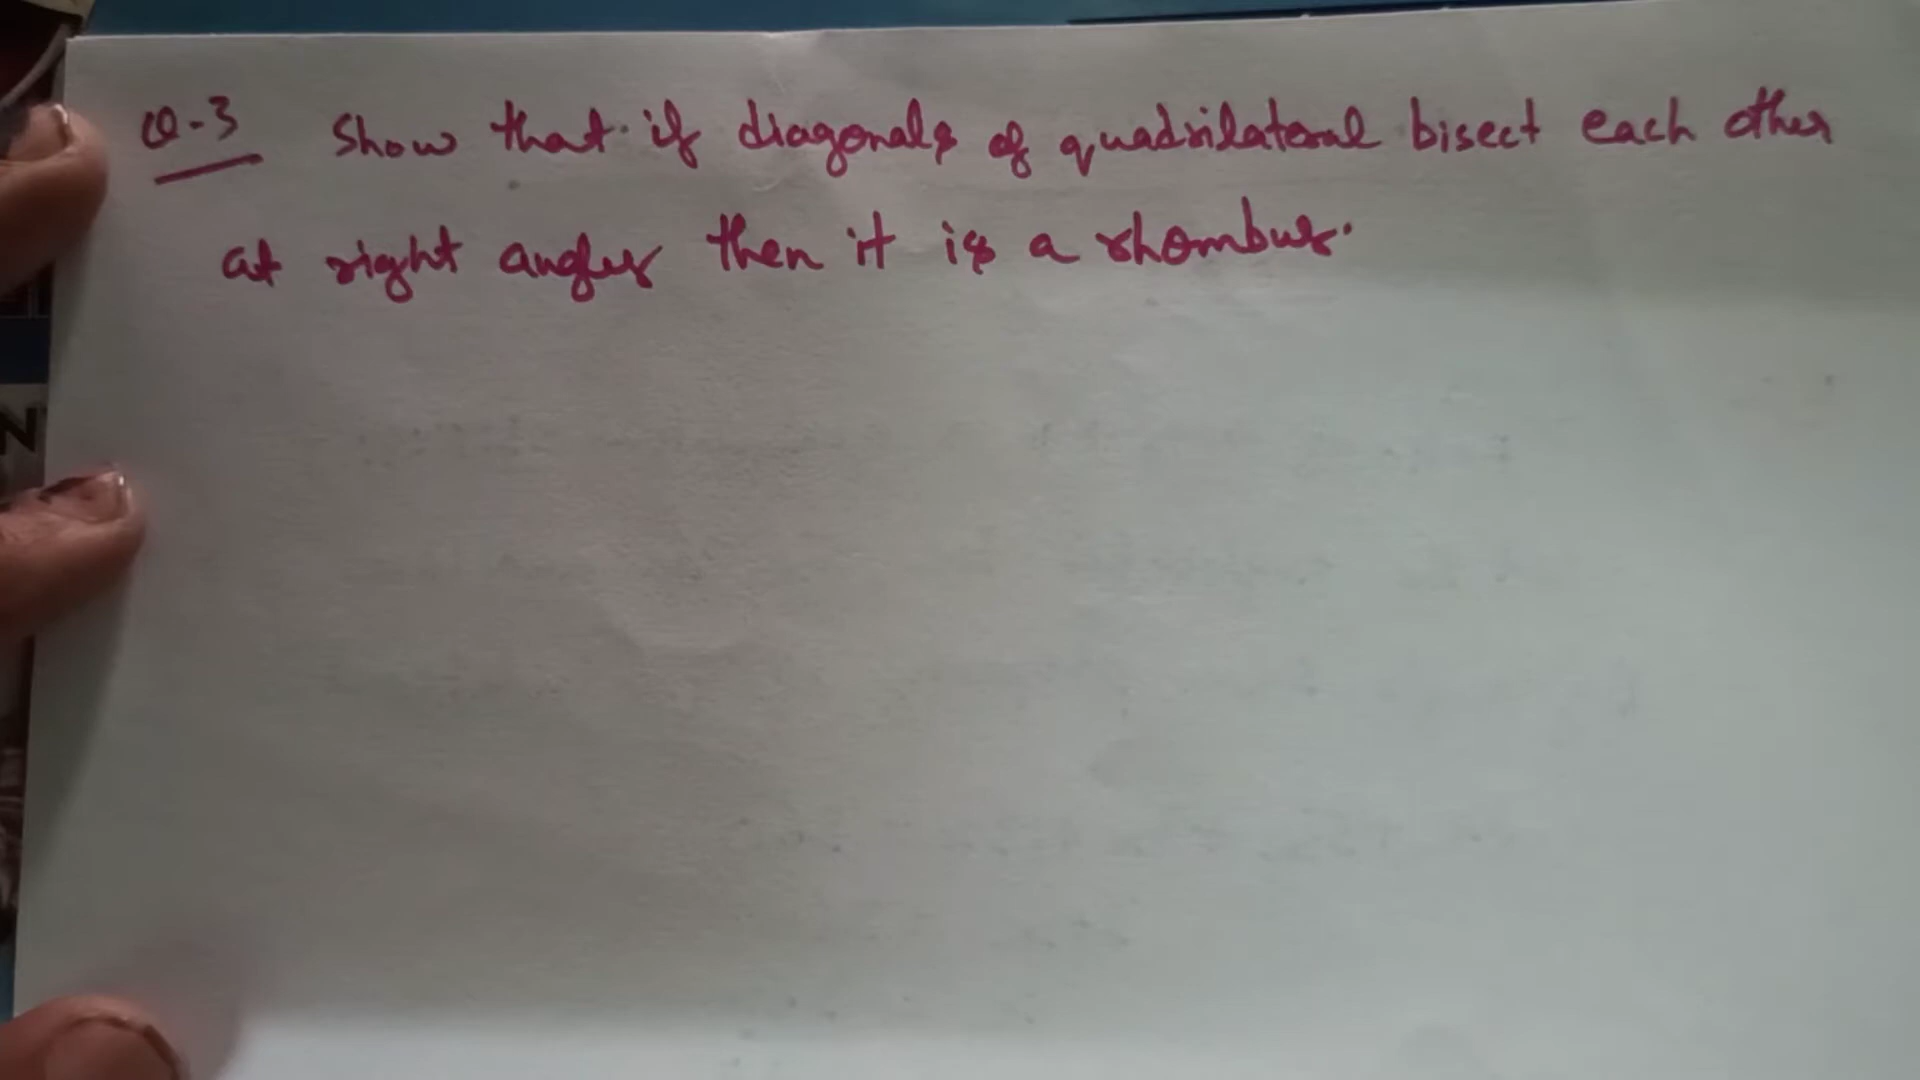 Q-3 Show that if diagonals of quadrilateral bisect each other
at right angles then it is a rhombus.
N